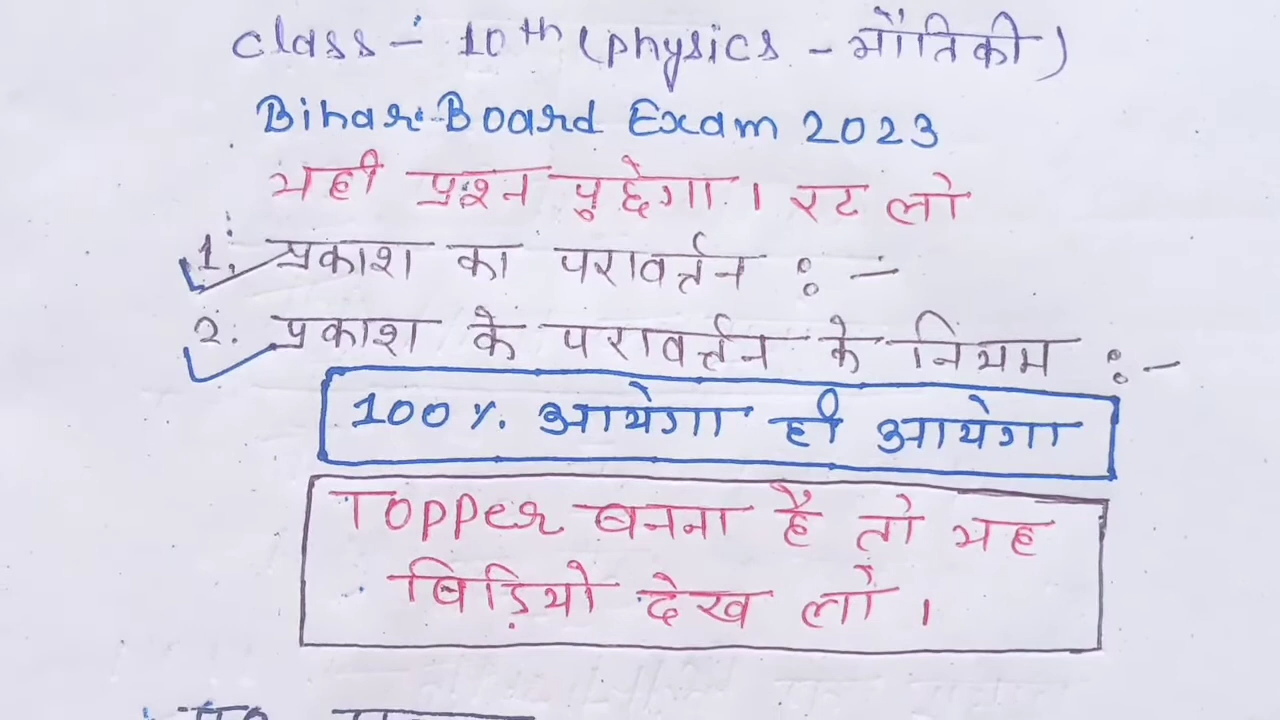 class - 10th (physics - भौतिकी)
Bihar Board Exam 2023
यही प्रश्न पुछेगा। रट लो
1. प्रकाश का परावर्त्तन :-
2. प्रकाश के परावर्त्तन के नियम :-
100% आयेगा ही आयेगा
Topper बनना है तो यह
बिड़ियो देख लो।